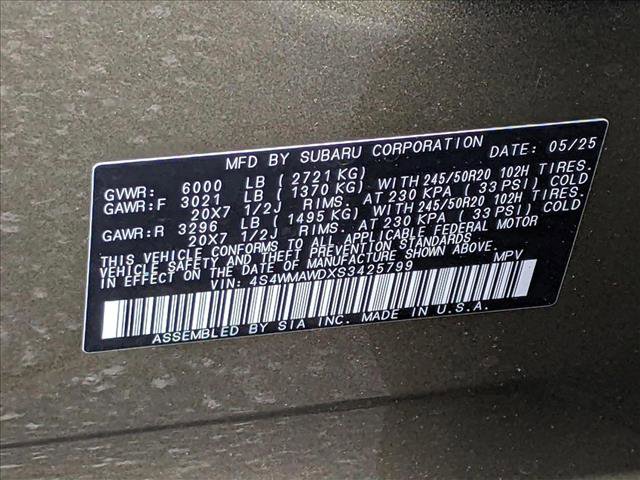 MFD BY SUBARU CORPORATION DATE: 05/25
GVWR: 6000 LB (2721 KG)
GAWR:F 3021 LB (1370 KG) WITH 245/50R20 102H TIRES.
20X7 1/2J RIMS. AT 230 KPA (33 PSI) COLD
GAWR:R 3296 LB (1495 KG) WITH 245/50R20 102H TIRES.
20X7 1/2J RIMS. AT 230 KPA (33 PSI) COLD
THIS VEHICLE CONFORMS TO ALL APPLICABLE FEDERAL MOTOR
VEHICLE SAFETY AND THEFT PREVENTION STANDARDS
IN EFFECT ON THE DATE OF MANUFACTURE SHOWN ABOVE.
VIN: 4S4WMAWDXS3425799 MPV
ASSEMBLED BY SIA INC. MADE IN U.S.A.